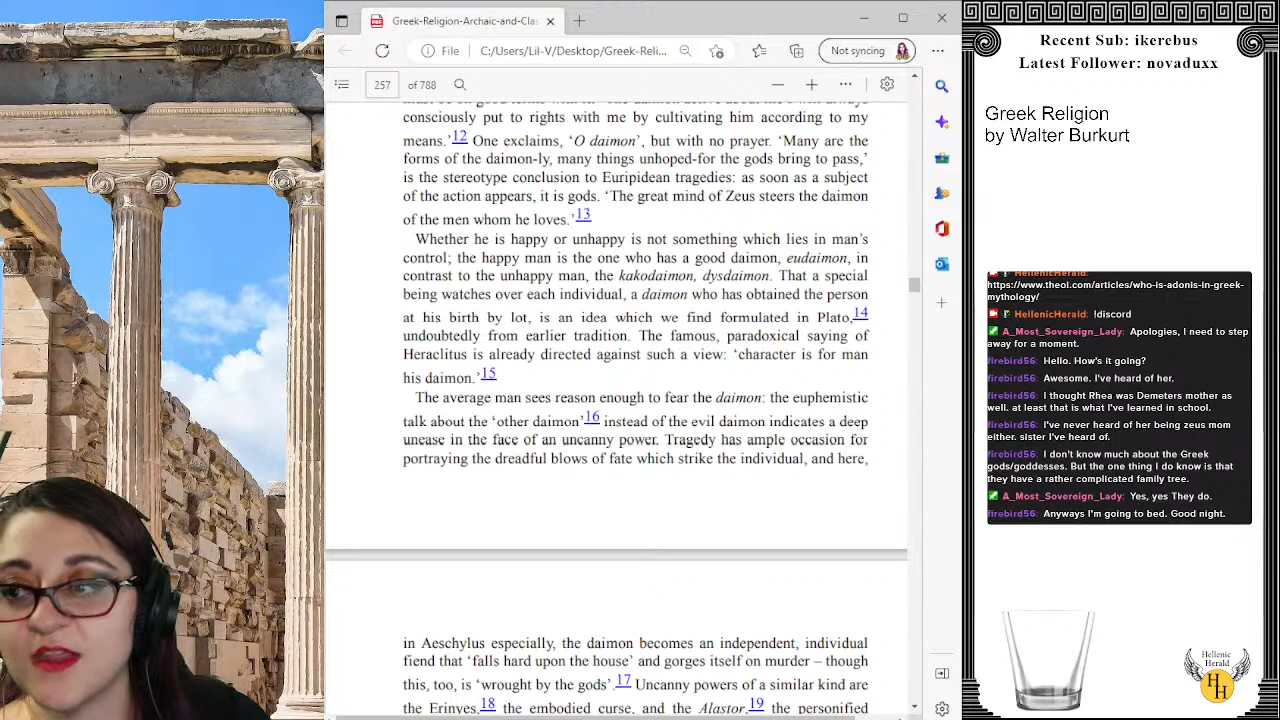 Greek-Religion-Archaic-and-Clas
File
C:/Users/Lil-V/Desktop/Greek-Reli...
Not syncing
257
of 788
consciously put to rights with me by cultivating him according to my
means.’12 One exclaims, ‘O daimon’, but with no prayer. ‘Many are the
forms of the daimon-ly, many things unhoped-for the gods bring to pass,’
is the stereotype conclusion to Euripidean tragedies: as soon as a subject
of the action appears, it is gods. ‘The great mind of Zeus steers the daimon
of the men whom he loves.’13
Whether he is happy or unhappy is not something which lies in man’s
control; the happy man is the one who has a good daimon, eudaimon, in
contrast to the unhappy man, the kakodaimon, dysdaimon. That a special
being watches over each individual, a daimon who has obtained the person
at his birth by lot, is an idea which we find formulated in Plato,14
undoubtedly from earlier tradition. The famous, paradoxical saying of
Heraclitus is already directed against such a view: ‘character is for man
his daimon.’15
The average man sees reason enough to fear the daimon: the euphemistic
talk about the ‘other daimon’16 instead of the evil daimon indicates a deep
unease in the face of an uncanny power. Tragedy has ample occasion for
portraying the dreadful blows of fate which strike the individual, and here,
in Aeschylus especially, the daimon becomes an independent, individual
fiend that ‘falls hard upon the house’ and gorges itself on murder – though
this, too, is ‘wrought by the gods’.17 Uncanny powers of a similar kind are
the Erinyes,18 the embodied curse, and the Alastor,19 the personified
Recent Sub: ikerebus
Latest Follower: novaduxx
Greek Religion
by Walter Burkurt
HellenicHerald:
https://www.theoi.com/articles/who-is-adonis-in-greek-
mythology/
HellenicHerald: !discord
A_Most_Sovereign_Lady: Apologies, I need to step
away for a moment.
firebird56: Hello. How's it going?
firebird56: Awesome. I've heard of her.
firebird56: I thought Rhea was Demeters mother as
well. at least that is what I've learned in school.
firebird56: I've never heard of her being zeus mom
either. sister I've heard of.
firebird56: I don't know much about the Greek
gods/goddesses. But the one thing I do know is that
they have a rather complicated family tree.
A_Most_Sovereign_Lady: Yes, yes They do.
firebird56: Anyways I'm going to bed. Good night.
Hellenic
Herald
HH